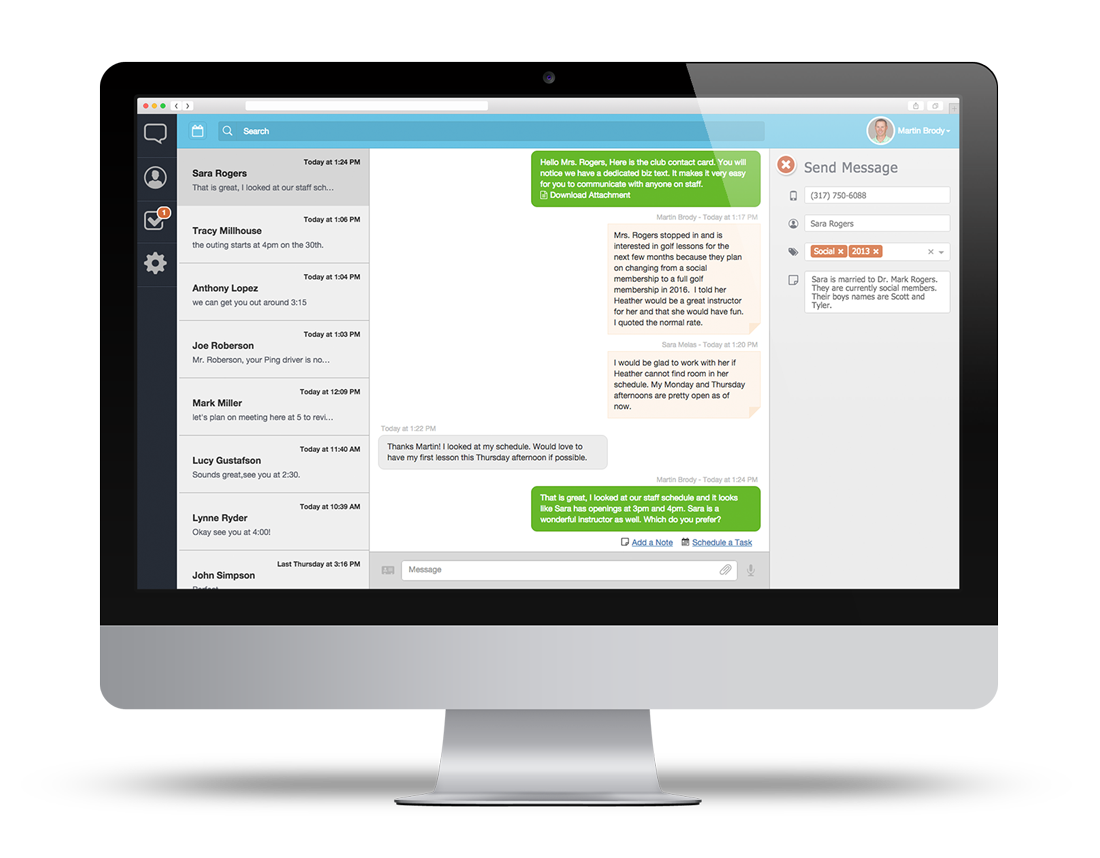 Search
Martin Brody
Today at 1:24 PM
Sara Rogers
That is great, I looked at our staff sch...
Today at 1:06 PM
Tracy Millhouse
the outing starts at 4pm on the 30th.
Today at 1:04 PM
Anthony Lopez
we can get you out around 3:15
Today at 1:03 PM
Joe Roberson
Mr. Roberson, your Ping driver is no...
Today at 12:09 PM
Mark Miller
let's plan on meeting here at 5 to revi...
Today at 11:40 AM
Lucy Gustafson
Sounds great,see you at 2:30.
Today at 10:39 AM
Lynne Ryder
Okay see you at 4:00!
Last Thursday at 3:16 PM
John Simpson
1
Hello Mrs. Rogers, Here is the club contact card. You will
notice we have a dedicated biz text. It makes it very easy
for you to communicate with anyone on staff.
Download Attachment
Martin Brody - Today at 1:17 PM
Mrs. Rogers stopped in and is
interested in golf lessons for the
next few months because they plan
on changing from a social
membership to a full golf
membership in 2016. I told her
Heather would be a great instructor
for her and that she would have fun.
I quoted the normal rate.
Sara Melas - Today at 1:20 PM
I would be glad to work with her if
Heather cannot find room in her
schedule. My Monday and Thursday
afternoons are pretty open as of
now.
Today at 1:22 PM
Thanks Martin! I looked at my schedule. Would love to
have my first lesson this Thursday afternoon if possible.
Martin Brody - Today at 1:24 PM
That is great, I looked at our staff schedule and it looks
like Sara has openings at 3pm and 4pm. Sara is a
wonderful instructor as well. Which do you prefer?
Add a Note Schedule a Task
Message
Send Message
(317) 750-6088
Sara Rogers
Social × 2013 ×
Sara is married to Dr. Mark Rogers.
They are currently social members.
Their boys names are Scott and
Tyler.